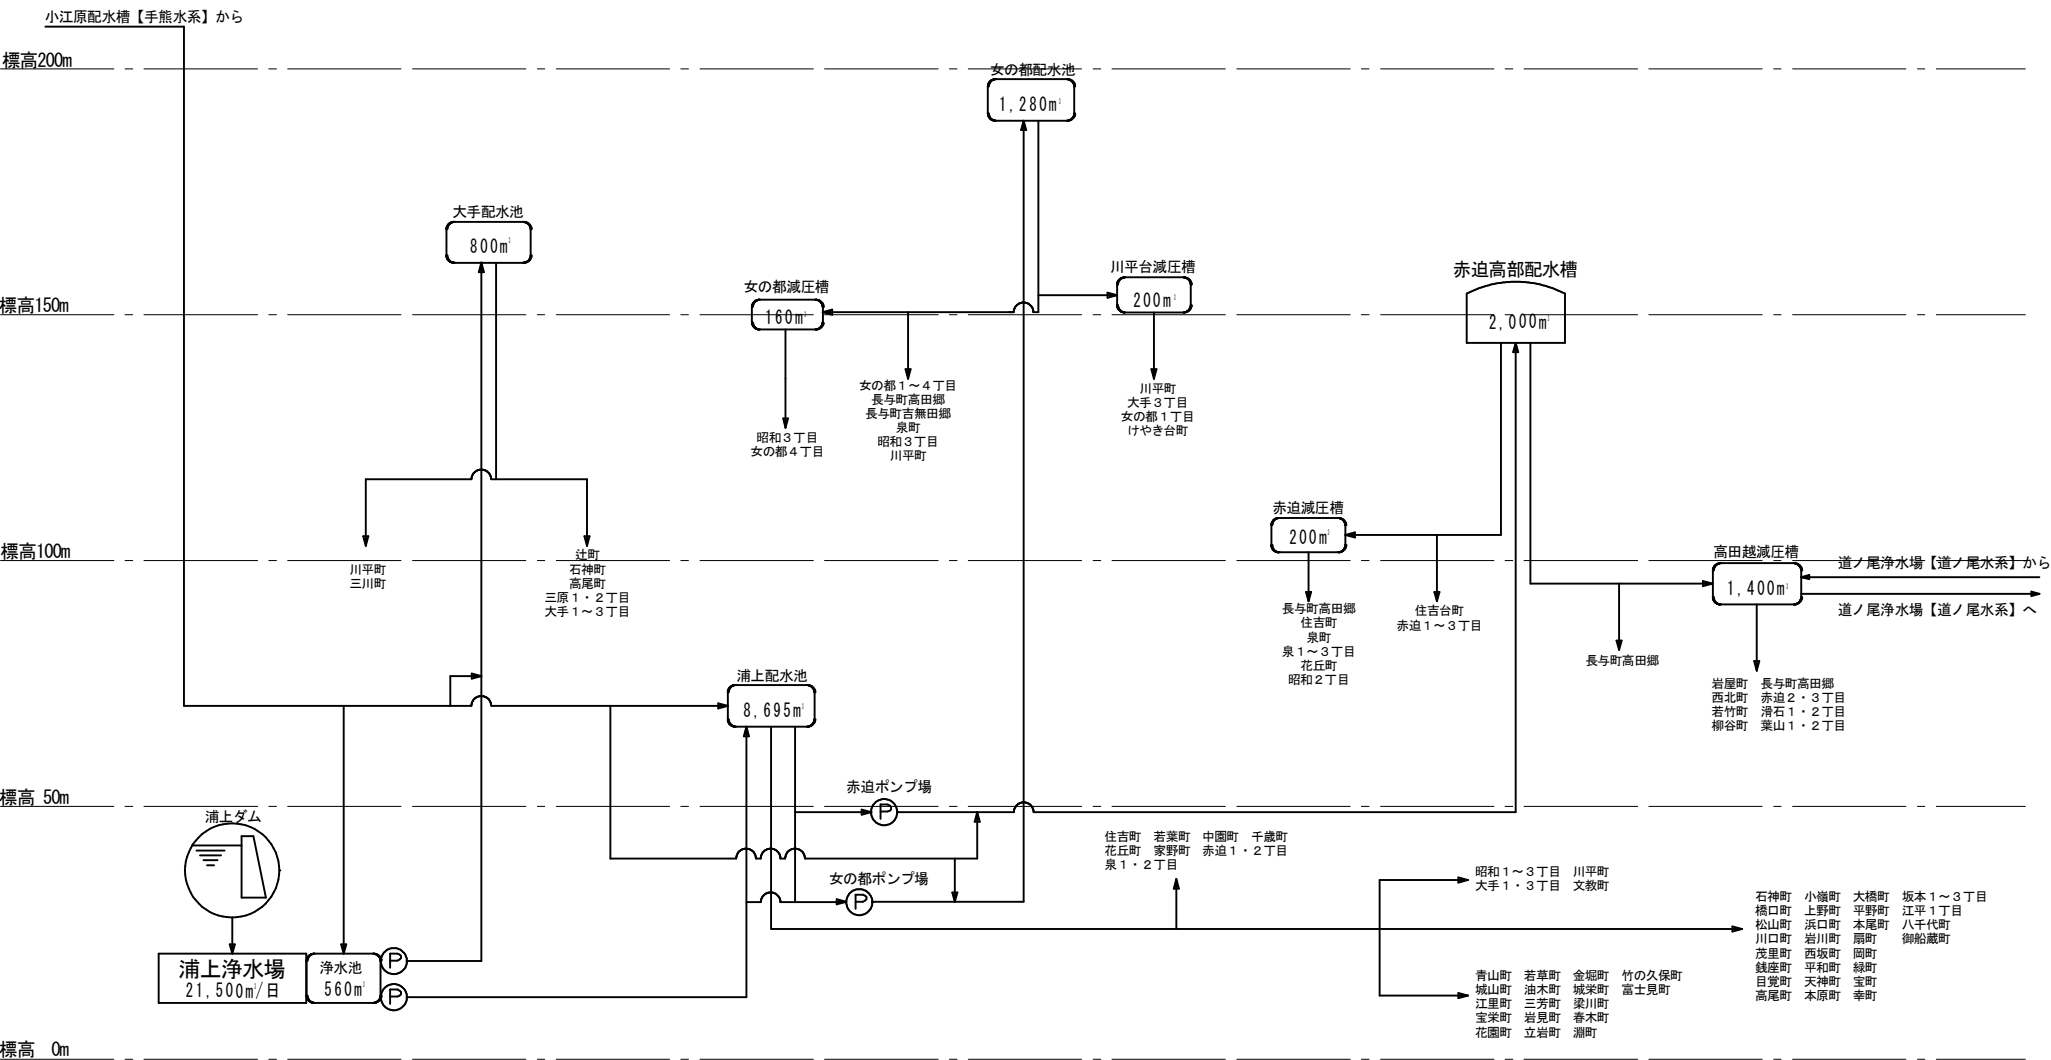 小江原配水槽【手熊水系】から
標高200m
女の都配水池
1,280m³
大手配水池
800m³
女の都減圧槽
160m³
川平台減圧槽
200m³
赤迫高部配水槽
2,000m³
標高150m
女の都１～４丁目
長与町高田郷
長与町吉無田郷
泉町
昭和３丁目
川平町
川平町
大手３丁目
女の都１丁目
けやき台町
昭和３丁目
女の都４丁目
赤迫減圧槽
200m³
標高100m
高田越減圧槽
1,400m³
道ノ尾浄水場【道ノ尾水系】から
道ノ尾浄水場【道ノ尾水系】へ
川平町
三川町
辻町
石神町
高尾町
三原１・２丁目
大手１～３丁目
長与町高田郷
住吉町
泉町
泉１～３丁目
花丘町
昭和２丁目
住吉台町
赤迫１～３丁目
長与町高田郷
岩屋町　長与町高田郷
西北町　赤迫２・３丁目
若竹町　滑石１・２丁目
柳谷町　葉山１・２丁目
浦上配水池
8,695m³
標高 50m
赤迫ポンプ場
P
浦上ダム
女の都ポンプ場
P
住吉町　若葉町　中園町　千歳町
花丘町　家野町　赤迫１・２丁目
泉１・２丁目
昭和１～３丁目　川平町
大手１・３丁目　文教町
石神町　小嶺町　大橋町　坂本１～３丁目
橋口町　上野町　平野町　江平１丁目
松山町　浜口町　本尾町　八千代町
川口町　岩川町　扇町　御船蔵町
茂里町　西坂町　岡町
銭座町　平和町　緑町
目覚町　天神町　宝町
高尾町　本原町　幸町
浦上浄水場
21,500m³/日
浄水池
560m³
P
P
青山町　若草町　金堀町　竹の久保町
城山町　油木町　城栄町　富士見町
江里町　三芳町　梁川町
宝栄町　岩見町　春木町
花園町　立岩町　淵町
標高 0m